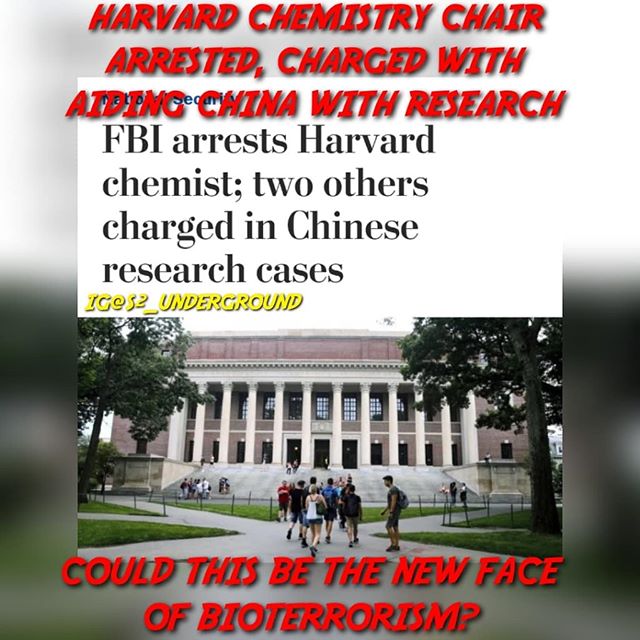 HARVARD CHEMISTRY CHAIR
ARRESTED, CHARGED WITH
AIDING CHINA WITH RESEARCH
National Security
FBI arrests Harvard
chemist; two others
charged in Chinese
research cases
IG@S2_UNDERGROUND
COULD THIS BE THE NEW FACE
OF BIOTERRORISM?